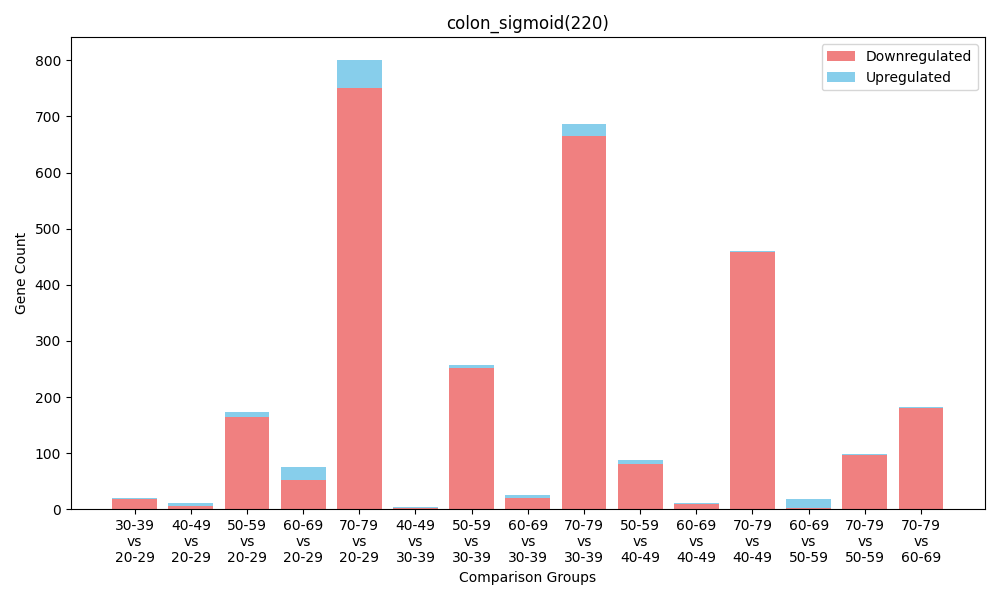 colon_sigmoid(220)
Downregulated
Upregulated
Gene Count
800
700
600
500
400
300
200
100
0
30-39 40-49 50-59 60-69 70-79 40-49 50-59 60-69 70-79 50-59 60-69 70-79 60-69 70-79 70-79
vs vs vs vs vs vs vs vs vs vs vs vs vs vs vs
20-29 20-29 20-29 20-29 20-29 30-39 30-39 30-39 30-39 40-49 40-49 40-49 50-59 50-59 60-69
Comparison Groups